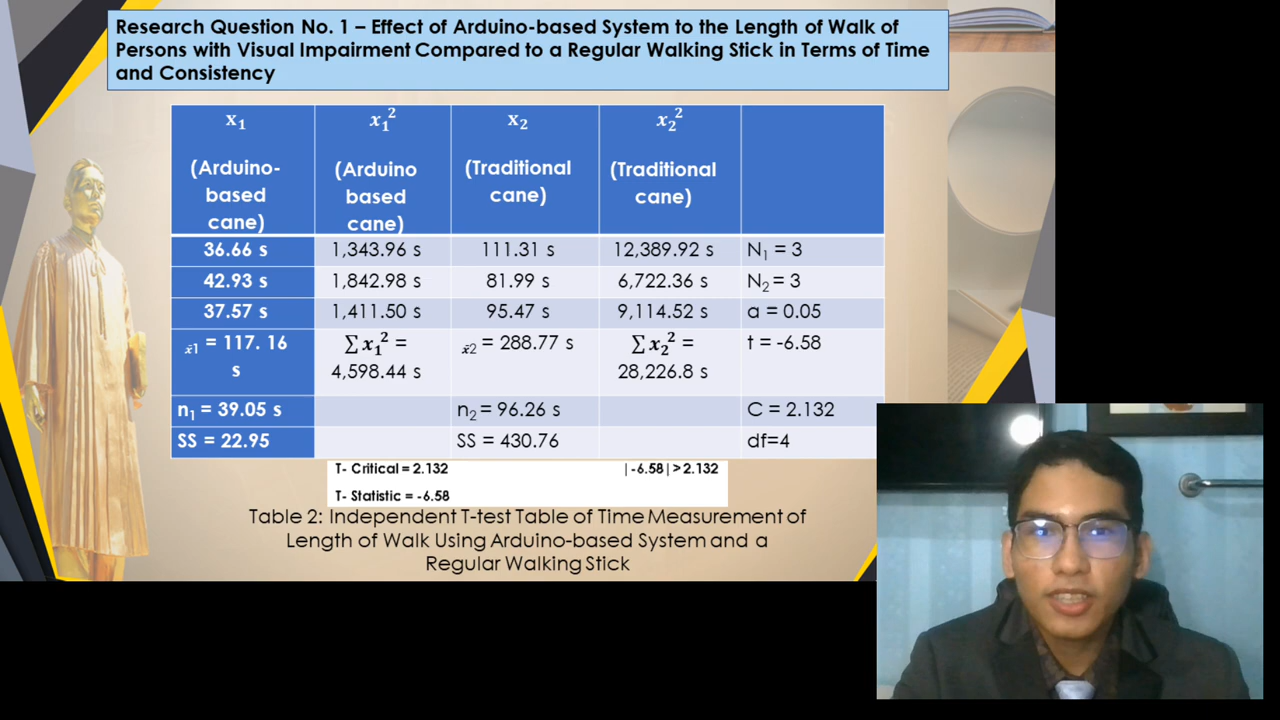 Research Question No. 1 – Effect of Arduino-based System to the Length of Walk of
Persons with Visual Impairment Compared to a Regular Walking Stick in Terms of Time
and Consistency
x₁ x₁² x₂ x₂²
(Arduino-based cane) (Arduino based cane) (Traditional cane) (Traditional cane)
36.66 s 1,343.96 s 111.31 s 12,389.92 s N₁ = 3
42.93 s 1,842.98 s 81.99 s 6,722.36 s N₂ = 3
37.57 s 1,411.50 s 95.47 s 9,114.52 s a = 0.05
x̄1 = 117. 16 s ∑x₁² = 4,598.44 s x̄2 = 288.77 s ∑x₂² = 28,226.8 s t = -6.58
n₁ = 39.05 s n₂ = 96.26 s C = 2.132
SS = 22.95 SS = 430.76 df=4
T- Critical = 2.132 |-6.58| > 2.132
T- Statistic = -6.58
Table 2: Independent T-test Table of Time Measurement of
Length of Walk Using Arduino-based System and a
Regular Walking Stick